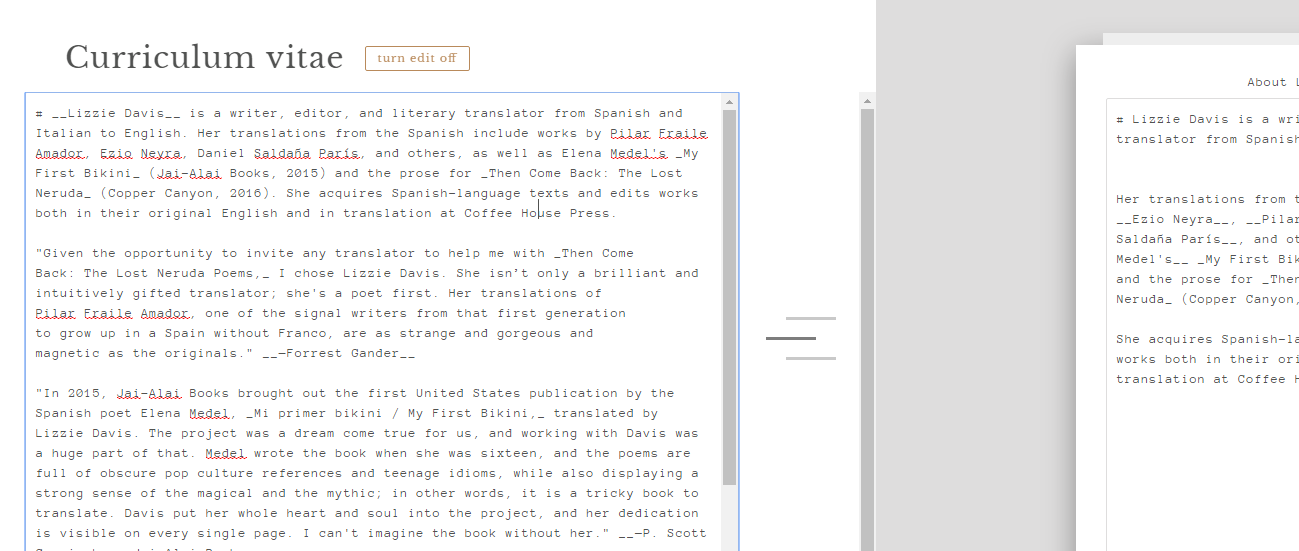 Curriculum vitae
turn edit off
# __Lizzie Davis__ is a writer, editor, and literary translator from Spanish and
Italian to English. Her translations from the Spanish include works by Pilar Fraile
Amador, Ezio Neyra, Daniel Saldaña París, and others, as well as Elena Medel's _My
First Bikini_ (Jai-Alai Books, 2015) and the prose for _Then Come Back: The Lost
Neruda_ (Copper Canyon, 2016). She acquires Spanish-language texts and edits works
both in their original English and in translation at Coffee House Press.
"Given the opportunity to invite any translator to help me with _Then Come
Back: The Lost Neruda Poems,_ I chose Lizzie Davis. She isn’t only a brilliant and
intuitively gifted translator; she's a poet first. Her translations of
Pilar Fraile Amador, one of the signal writers from that first generation
to grow up in a Spain without Franco, are as strange and gorgeous and
magnetic as the originals." __—Forrest Gander__
"In 2015, Jai-Alai Books brought out the first United States publication by the
Spanish poet Elena Medel, _Mi primer bikini / My First Bikini,_ translated by
Lizzie Davis. The project was a dream come true for us, and working with Davis was
a huge part of that. Medel wrote the book when she was sixteen, and the poems are
full of obscure pop culture references and teenage idioms, while also displaying a
strong sense of the magical and the mythic; in other words, it is a tricky book to
translate. Davis put her whole heart and soul into the project, and her dedication
is visible on every single page. I can't imagine the book without her." __—P. Scott
About L
# Lizzie Davis is a wri
translator from Spanish
Her translations from t
__Ezio Neyra__, __Pilar
Saldaña París__, and ot
Medel's__ _My First Bik
and the prose for _Then
Neruda_ (Copper Canyon,
She acquires Spanish-la
works both in their ori
translation at Coffee H